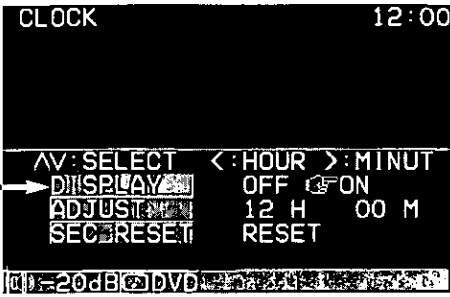 CLOCK 12:00
ΛV:SELECT <:HOUR >:MINUT
DISPLAY OFF ☞ON
ADJUST 12 H 00 M
SEC RESET RESET
-20dB DVD